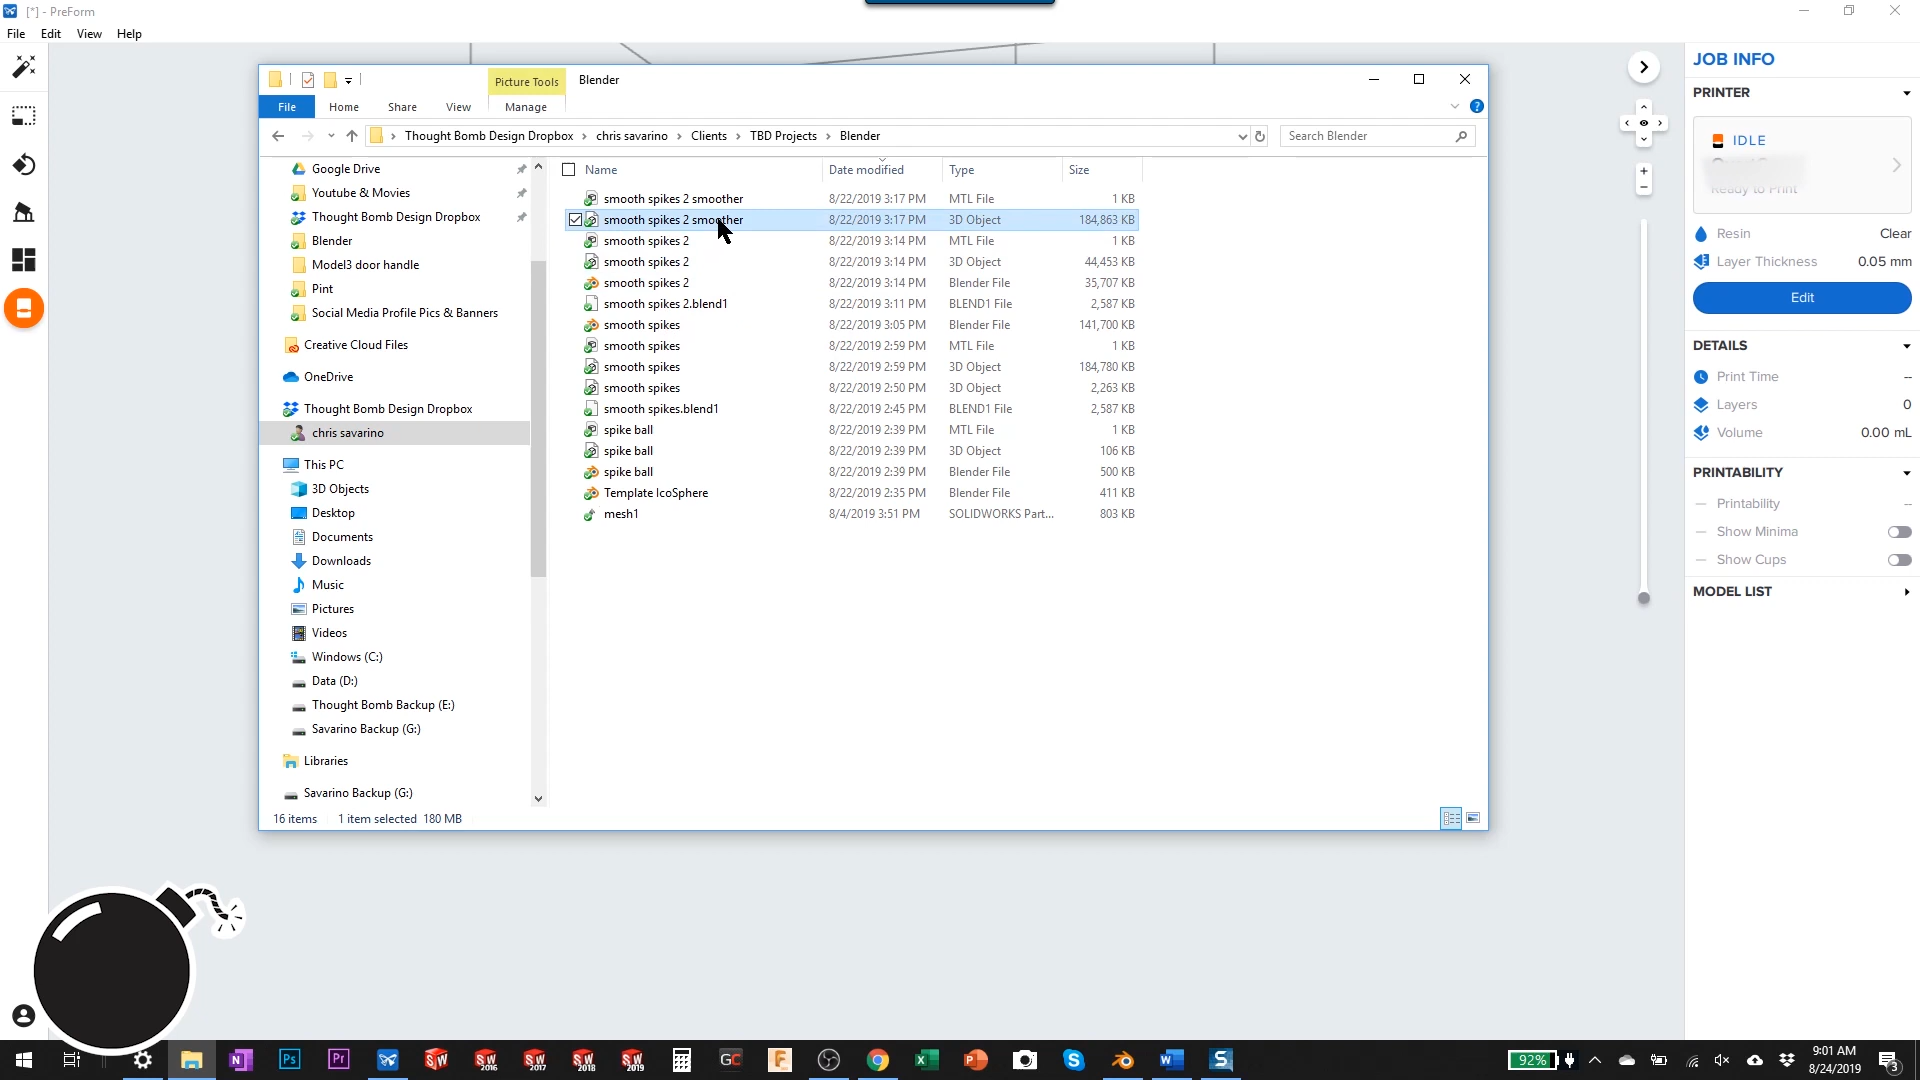 [*] - PreForm
File Edit View Help
Picture Tools Blender
File Home Share View Manage
Thought Bomb Design Dropbox > chris savarino > Clients > TBD Projects > Blender
Search Blender
Google Drive
Youtube & Movies
Thought Bomb Design Dropbox
Blender
Model3 door handle
Pint
Social Media Profile Pics & Banners
Creative Cloud Files
OneDrive
Thought Bomb Design Dropbox
chris savarino
This PC
3D Objects
Desktop
Documents
Downloads
Music
Pictures
Videos
Windows (C:)
Data (D:)
Thought Bomb Backup (E:)
Savarino Backup (G:)
Libraries
Savarino Backup (G:)
Name Date modified Type Size
smooth spikes 2 smoother 8/22/2019 3:17 PM MTL File 1 KB
smooth spikes 2 smoother 8/22/2019 3:17 PM 3D Object 184,863 KB
smooth spikes 2 8/22/2019 3:14 PM MTL File 1 KB
smooth spikes 2 8/22/2019 3:14 PM 3D Object 44,453 KB
smooth spikes 2 8/22/2019 3:14 PM Blender File 35,707 KB
smooth spikes 2.blend1 8/22/2019 3:11 PM BLEND1 File 2,587 KB
smooth spikes 8/22/2019 3:05 PM Blender File 141,700 KB
smooth spikes 8/22/2019 2:59 PM MTL File 1 KB
smooth spikes 8/22/2019 2:59 PM 3D Object 184,780 KB
smooth spikes 8/22/2019 2:50 PM 3D Object 2,263 KB
smooth spikes.blend1 8/22/2019 2:45 PM BLEND1 File 2,587 KB
spike ball 8/22/2019 2:39 PM MTL File 1 KB
spike ball 8/22/2019 2:39 PM 3D Object 106 KB
spike ball 8/22/2019 2:39 PM Blender File 500 KB
Template IcoSphere 8/22/2019 2:35 PM Blender File 411 KB
mesh1 8/4/2019 3:51 PM SOLIDWORKS Part... 803 KB
16 items 1 item selected 180 MB
JOB INFO
PRINTER
IDLE
Ready to Print
Resin Clear
Layer Thickness 0.05 mm
Edit
DETAILS
Print Time --
Layers 0
Volume 0.00 mL
PRINTABILITY
Printability --
Show Minima
Show Cups
MODEL LIST
N Ps Pr SW SW 2016 SW 2017 SW 2018 SW 2019 GC F X P S W S
92%
9:01 AM
8/24/2019
3